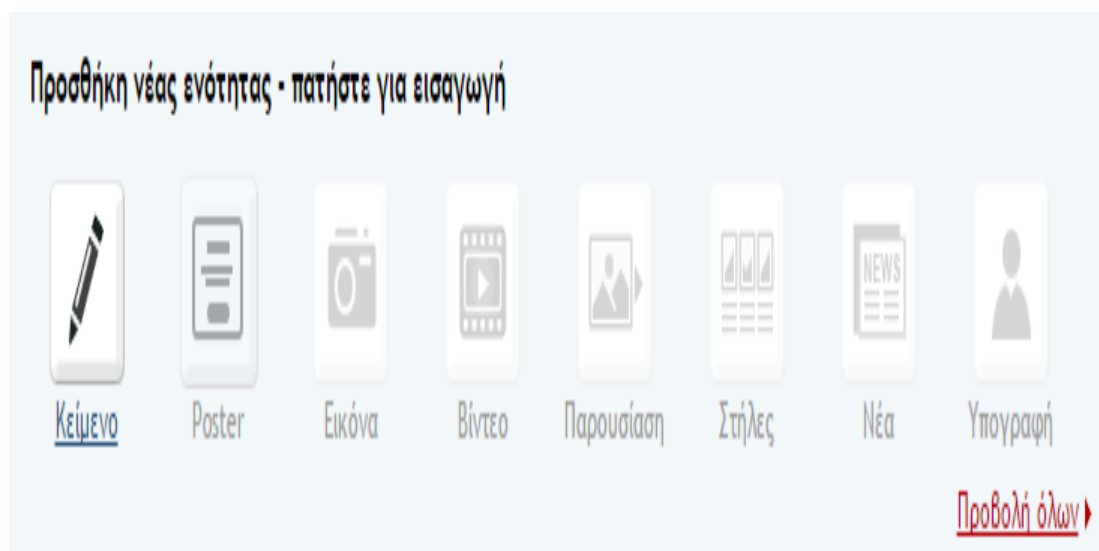 Προσθήκη νέας ενότητας - πατήστε για εισαγωγή
NEWS
Κείμενο Poster Εικόνα Βίντεο Παρουσίαση Στήλες Νέα Υπογραφή
Προβολή όλων